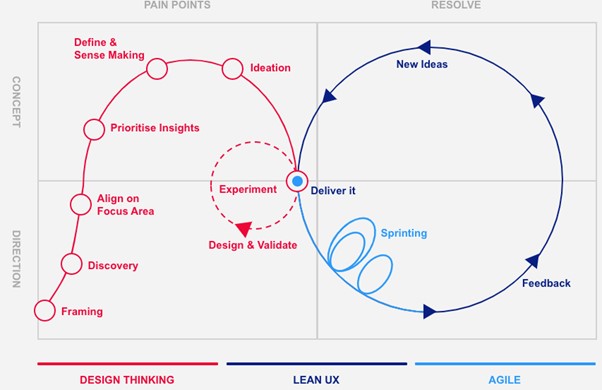 PAIN POINTS
RESOLVE
CONCEPT
DIRECTION
Define &
Sense Making
Ideation
New Ideas
Prioritise Insights
Experiment
Deliver it
Align on
Focus Area
Sprinting
Design & Validate
Discovery
Feedback
Framing
DESIGN THINKING
LEAN UX
AGILE